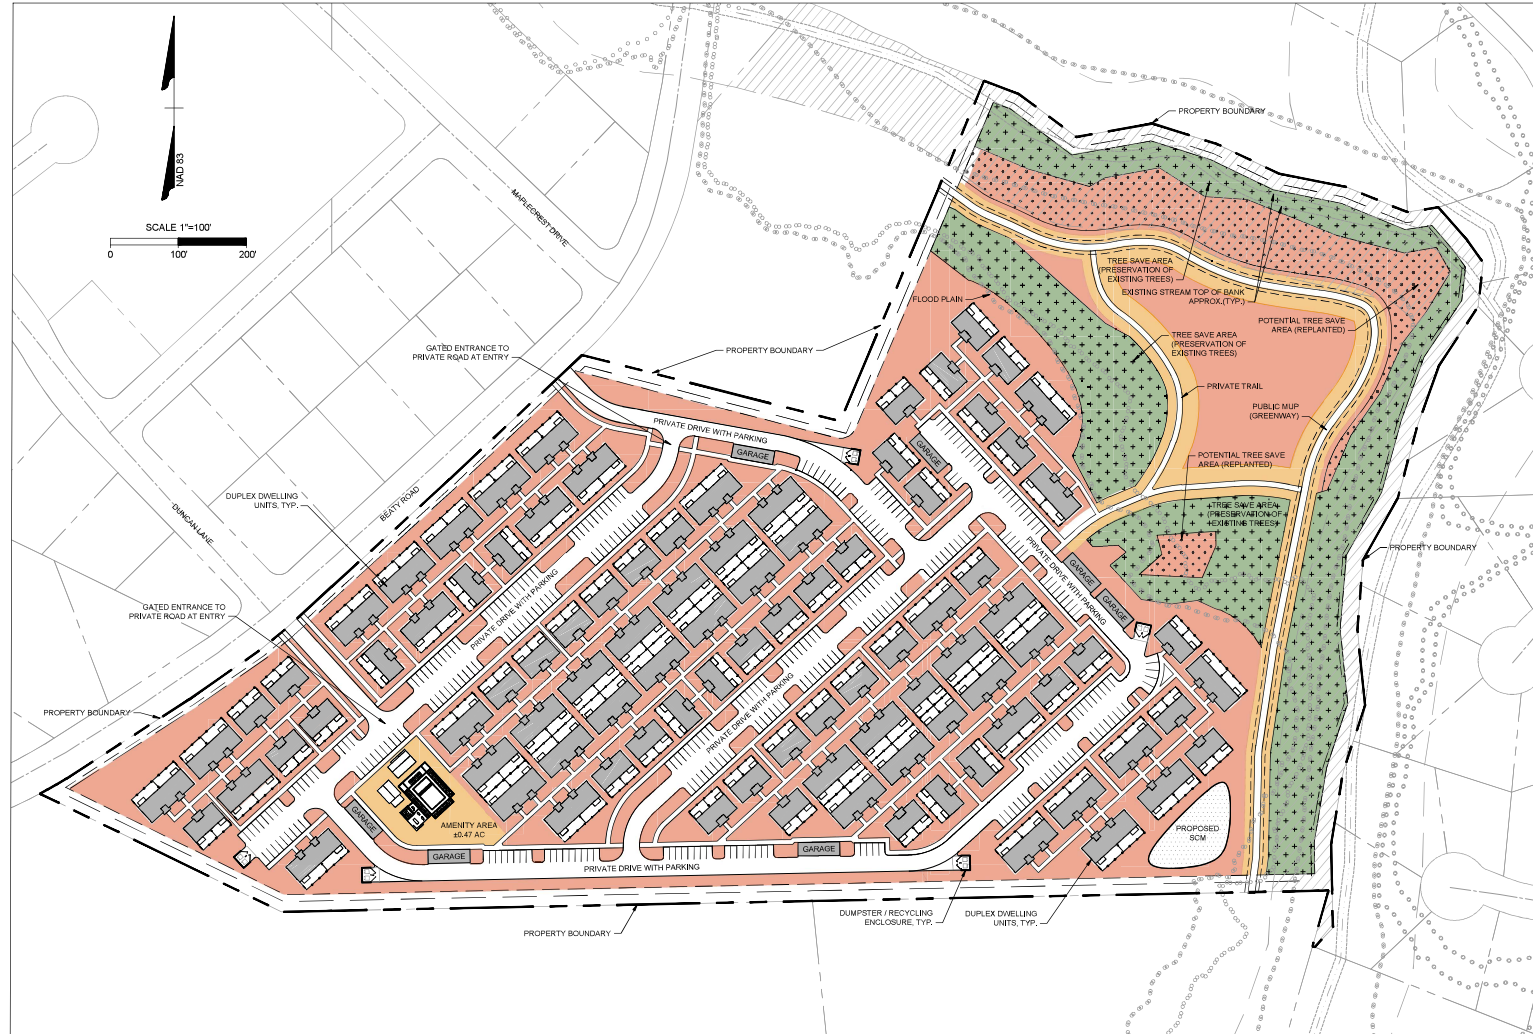 NAD 83
SCALE 1"=100'
0
100'
200'
MAPLECREST DRIVE
PROPERTY BOUNDARY
TREE SAVE AREA
(PRESERVATION OF
EXISTING TREES)
EXISTING STREAM TOP OF BANK
APPROX.(TYP.)
FLOOD PLAIN
POTENTIAL TREE SAVE
AREA (REPLANTED)
TREE SAVE AREA
(PRESERVATION OF
EXISTING TREES)
GATED ENTRANCE TO
PRIVATE ROAD AT ENTRY
PROPERTY BOUNDARY
PRIVATE TRAIL
PUBLIC MUP
(GREENWAY)
PRIVATE DRIVE WITH PARKING
GARAGE
GARAGE
POTENTIAL TREE SAVE
AREA (REPLANTED)
DUPLEX DWELLING
UNITS, TYP.
BEATY ROAD
DUNCAN LANE
TREE SAVE AREA
(PRESERVATION OF
EXISTING TREES)
PROPERTY BOUNDARY
PRIVATE DRIVE WITH PARKING
GARAGE
GARAGE
PRIVATE DRIVE WITH PARKING
GATED ENTRANCE TO
PRIVATE ROAD AT ENTRY
PROPERTY BOUNDARY
PRIVATE DRIVE WITH PARKING
GARAGE
AMENITY AREA
±0.47 AC
PROPOSED
SCM
GARAGE
GARAGE
PRIVATE DRIVE WITH PARKING
DUMPSTER / RECYCLING
ENCLOSURE, TYP.
DUPLEX DWELLING
UNITS, TYP.
PROPERTY BOUNDARY